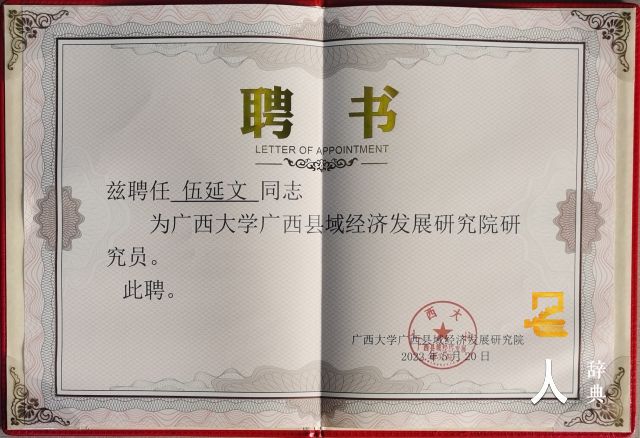 聘 书
LETTER OF APPOINTMENT
兹聘任 伍延文 同志
为广西大学广西县域经济发展研究院研
究员。
此聘。
广西大学广西县域经济发展研究院
2022年5月20日
人 辞典